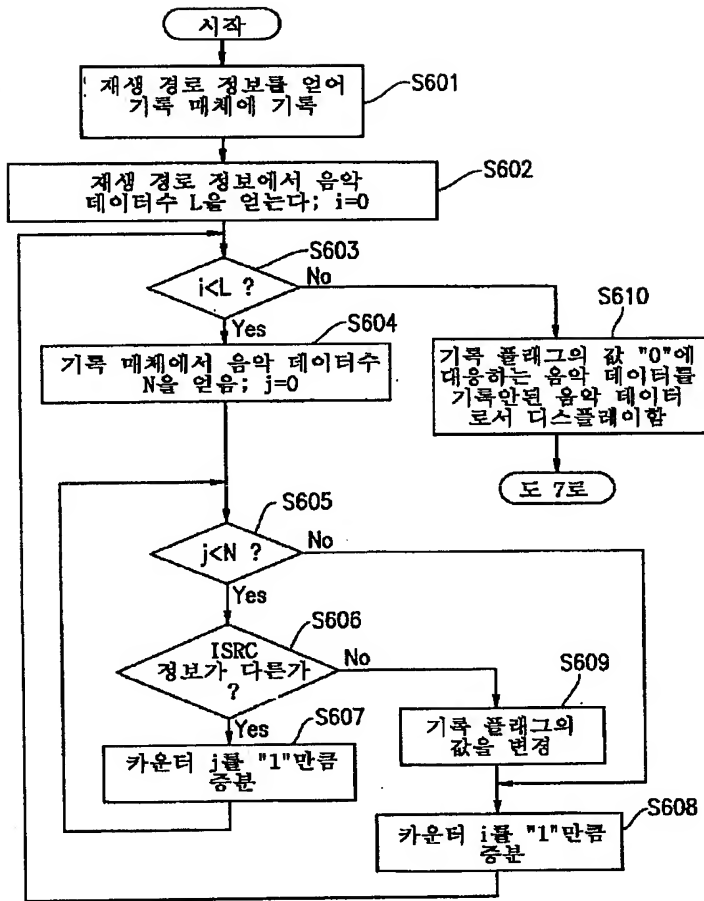 시작
재생 경로 정보를 얻어
기록 매체에 기록
S601
재생 경로 정보에서 음악
데이터수 L을 얻는다; i=0
S602
i<L ?
S603
No
Yes
기록 매체에서 음악 데이터수
N을 얻음; j=0
S604
S610
기록 플래그의 값 "0"에
대응하는 음악 데이터를
기록안된 음악 데이터
로서 디스플레이함
도 7로
j<N ?
S605
No
Yes
ISRC
정보가 다른가
?
S606
No
Yes
카운터 j를 "1"만큼
증분
S607
기록 플래그의
값을 변경
S609
카운터 i를 "1"만큼
증분
S608